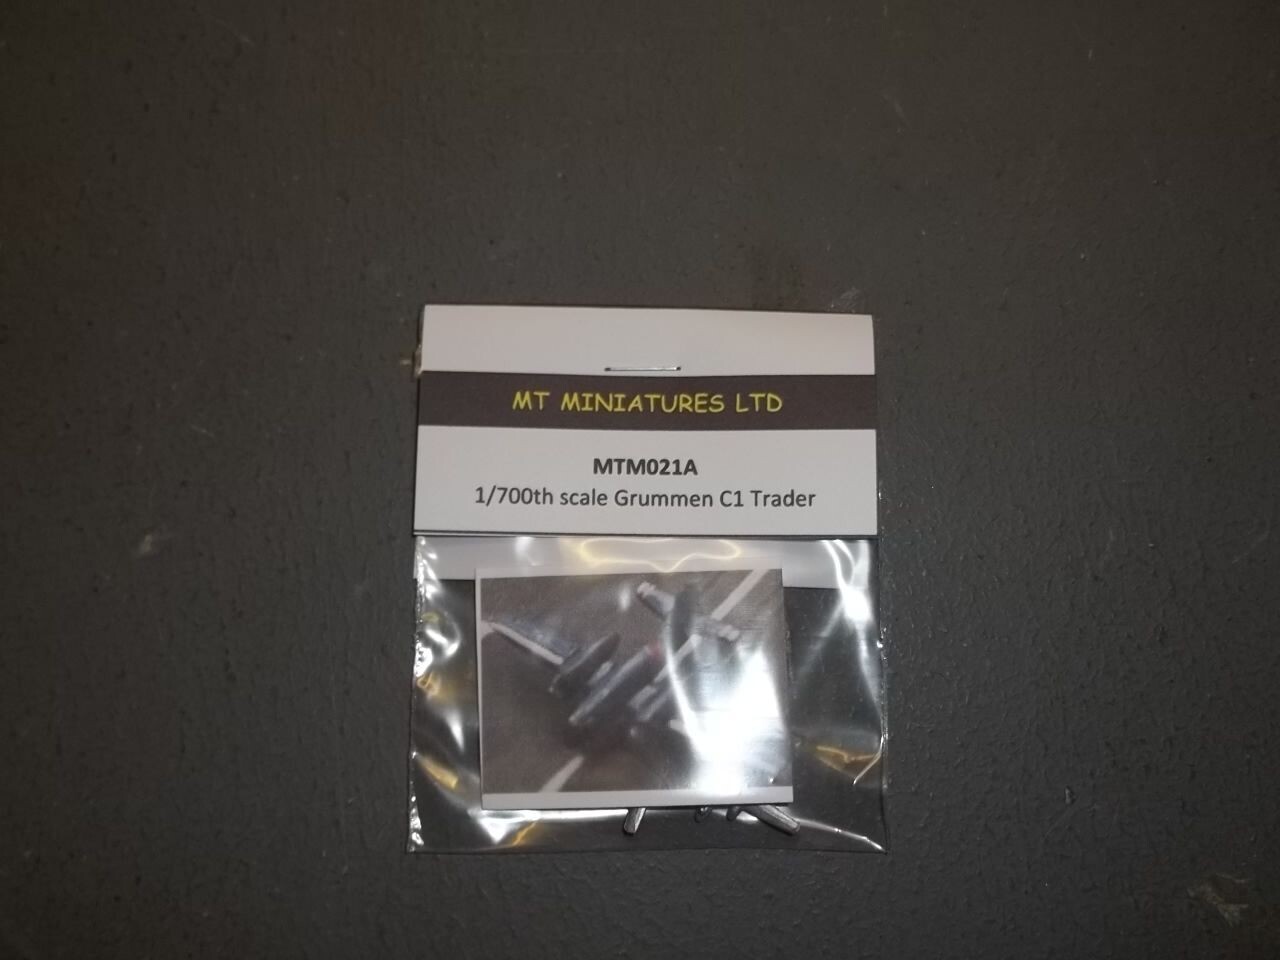 MT MINIATURES LTD
MTM021A
1/700th scale Grummen C1 Trader